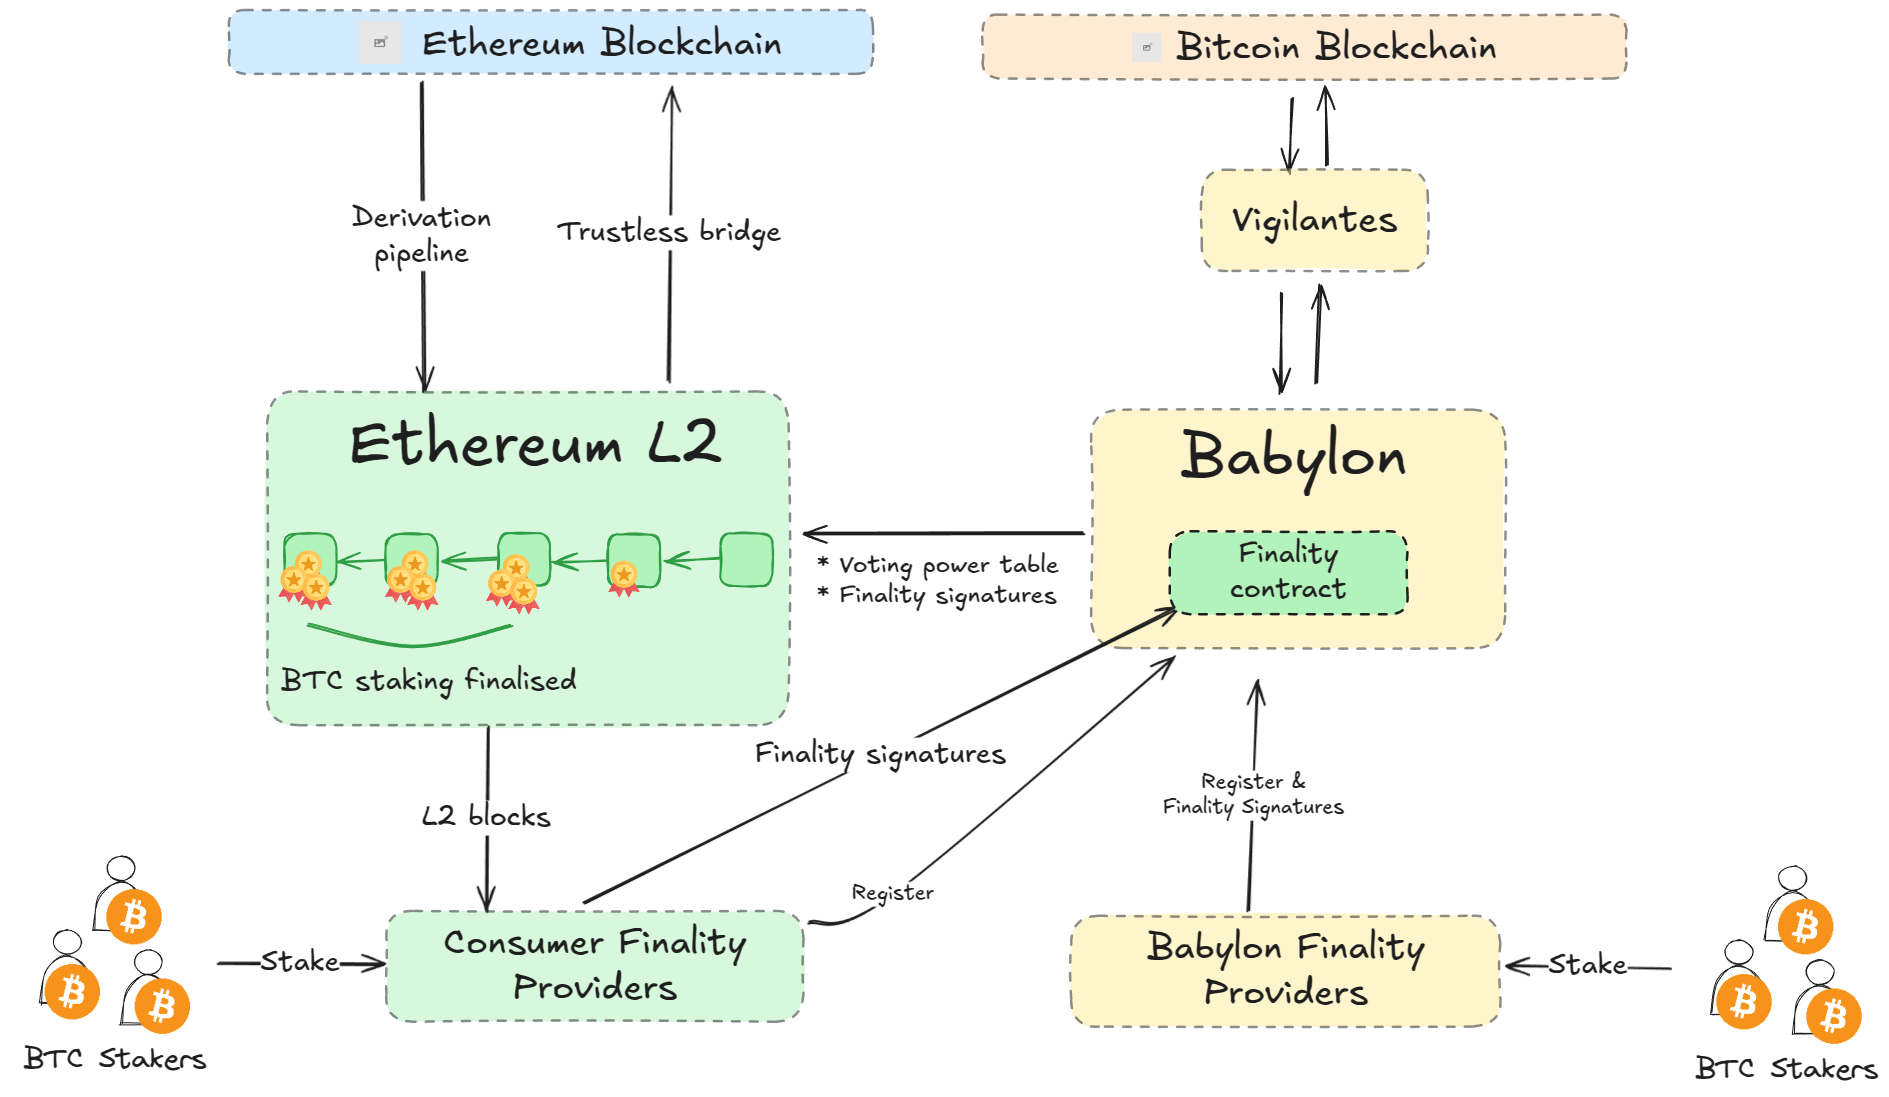 Ethereum Blockchain
Bitcoin Blockchain
Derivation
pipeline
Trustless bridge
Vigilantes
Ethereum L2
Babylon
* Voting power table
* Finality signatures
Finality
contract
BTC staking finalised
Finality signatures
Register &
Finality Signatures
L2 blocks
Register
Consumer Finality
Providers
Babylon Finality
Providers
Stake
Stake
BTC Stakers
BTC Stakers